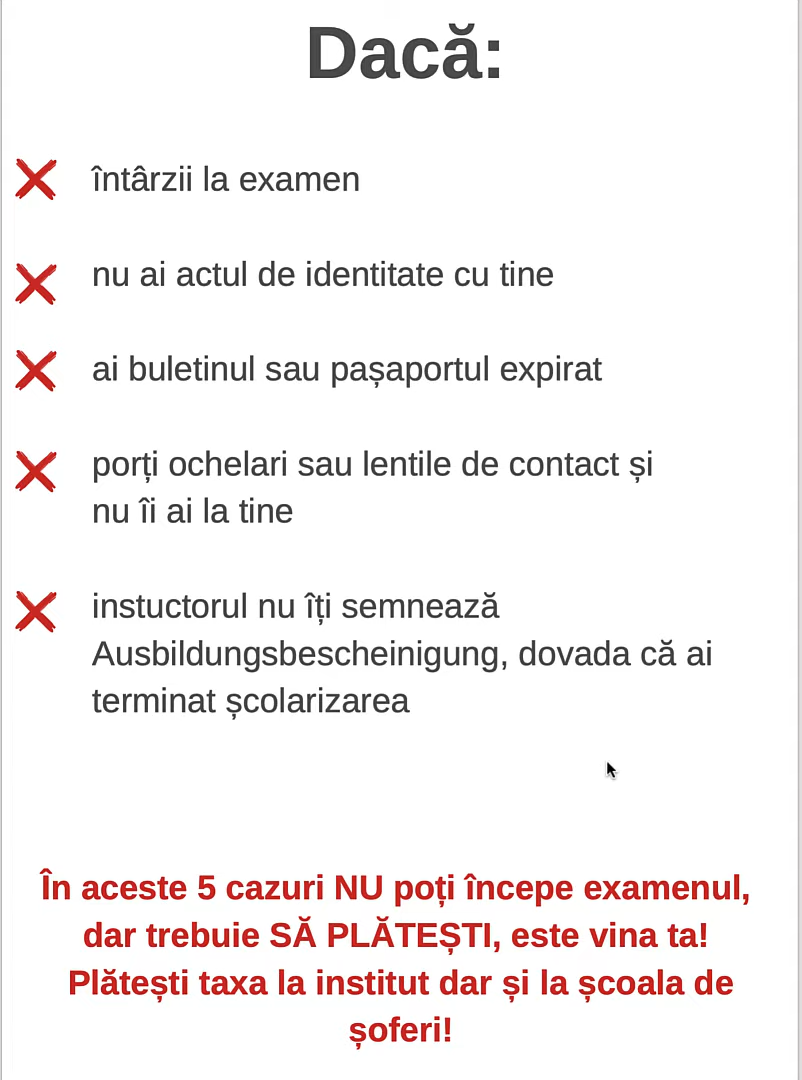 Dacă:
întârzii la examen
nu ai actul de identitate cu tine
ai buletinul sau pașaportul expirat
porți ochelari sau lentile de contact și
nu îi ai la tine
instuctorul nu îți semnează
Ausbildungsbescheinigung, dovada că ai
terminat școlarizarea
În aceste 5 cazuri NU poți începe examenul,
dar trebuie SĂ PLĂTEȘTI, este vina ta!
Plătești taxa la institut dar și la școala de
șoferi!